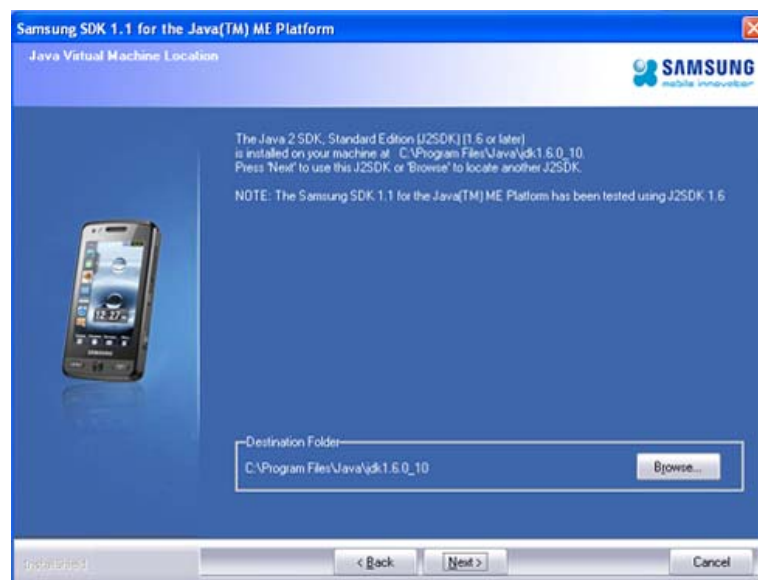 Samsung SDK 1.1 for the Java(TM) ME Platform
Java Virtual Machine Location
SAMSUNG
mobile innovator
The Java 2 SDK, Standard Edition (J2SDK) (1.6 or later)
is installed on your machine at C:\Program Files\Java\jdk1.6.0_10.
Press 'Next' to use this J2SDK or 'Browse' to locate another J2SDK.
NOTE: The Samsung SDK 1.1 for the Java(TM) ME Platform has been tested using J2SDK 1.6
12:27
SAMSUNG
Destination Folder
C:\Program Files\Java\jdk1.6.0_10
Browse...
InstallShield
< Back
Next >
Cancel